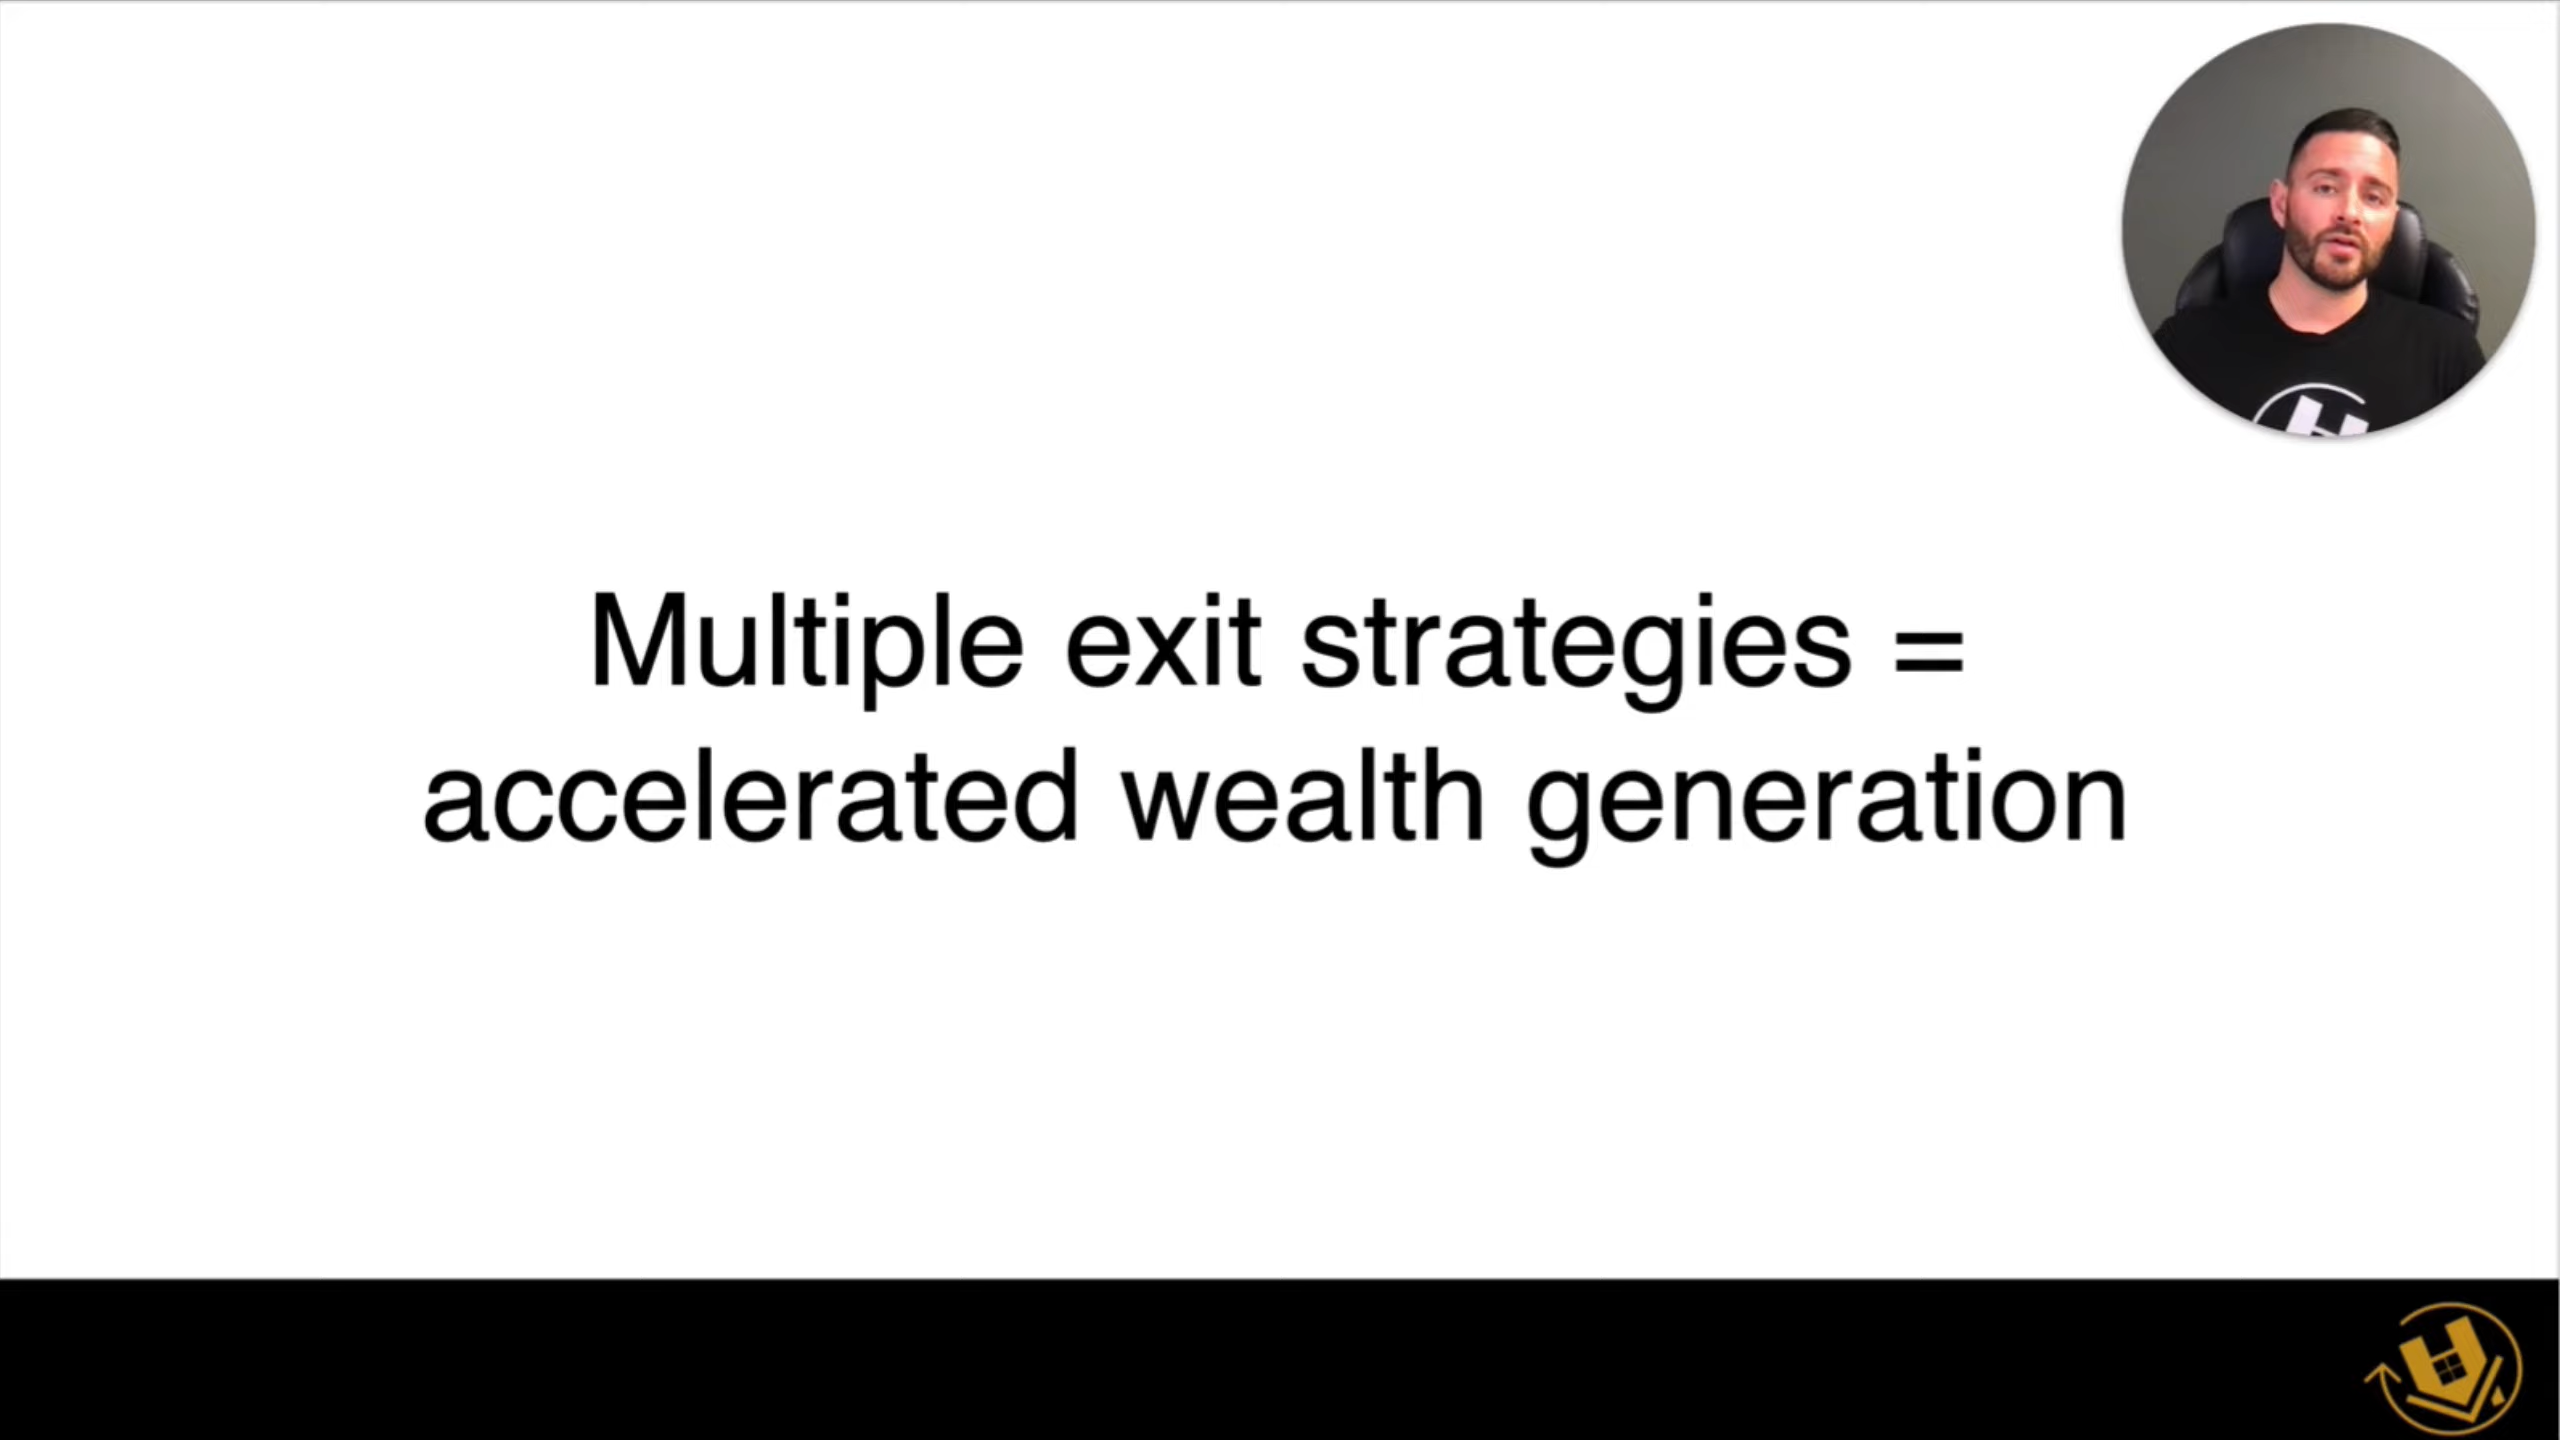 Multiple exit strategies =
accelerated wealth generation